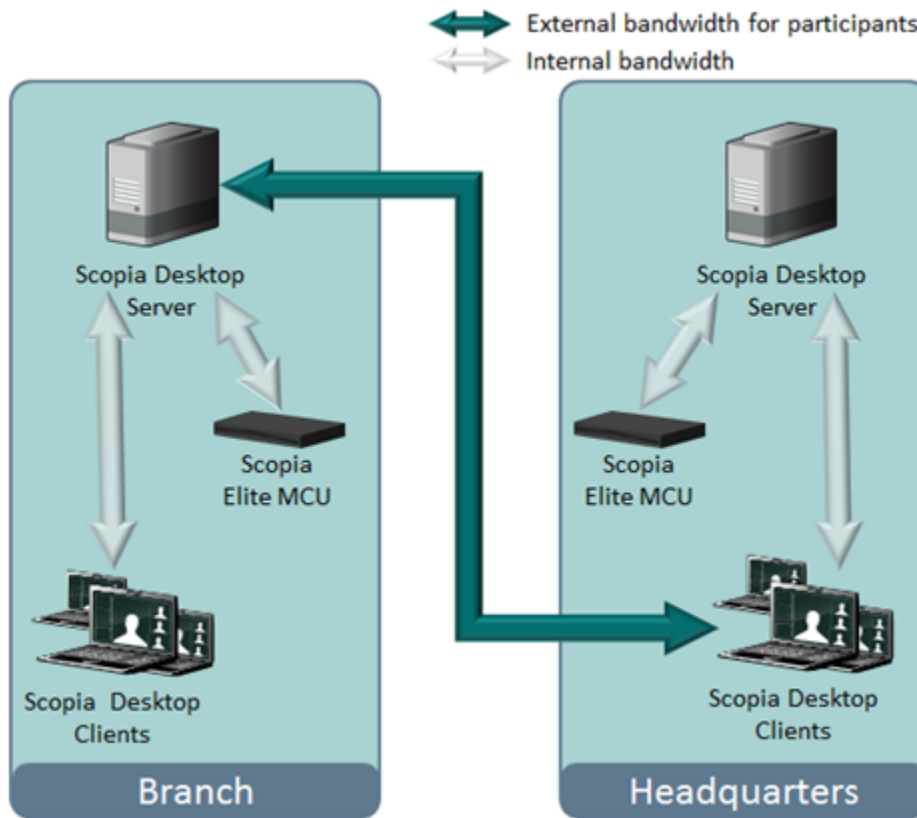 External bandwidth for participants
Internal bandwidth
Scopia Desktop
Server
Scopia
Elite MCU
Scopia Desktop
Clients
Branch
Scopia Desktop
Server
Scopia
Elite MCU
Scopia Desktop
Clients
Headquarters